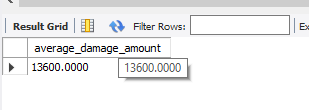 Result Grid Filter Rows: Ex
average_damage_amount
13600.0000 13600.0000